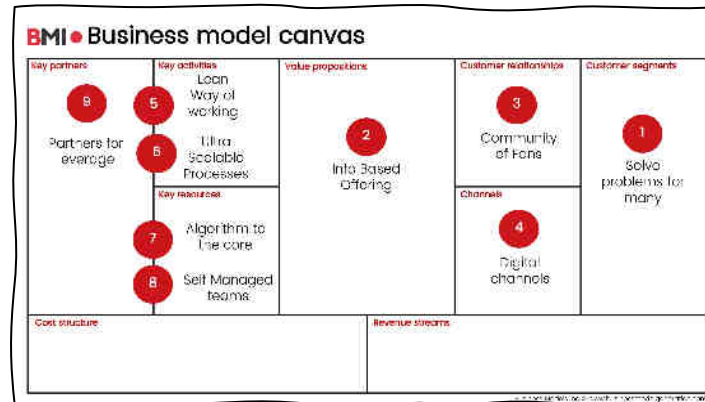 BMI Business model canvas
Key partners
9
Partners for
everage
Key activities
5
Lean
Way of
working
6
Ultra
Scalable
Processes
Key resources
7
Algorithm to
the core
8
Self Managed
teams
Value propositions
2
Info Based
Offering
Customer relationships
3
Community
of Fans
Channels
4
Digital
channels
Customer segments
1
Solve
problems for
many
Cost structure
Revenue streams